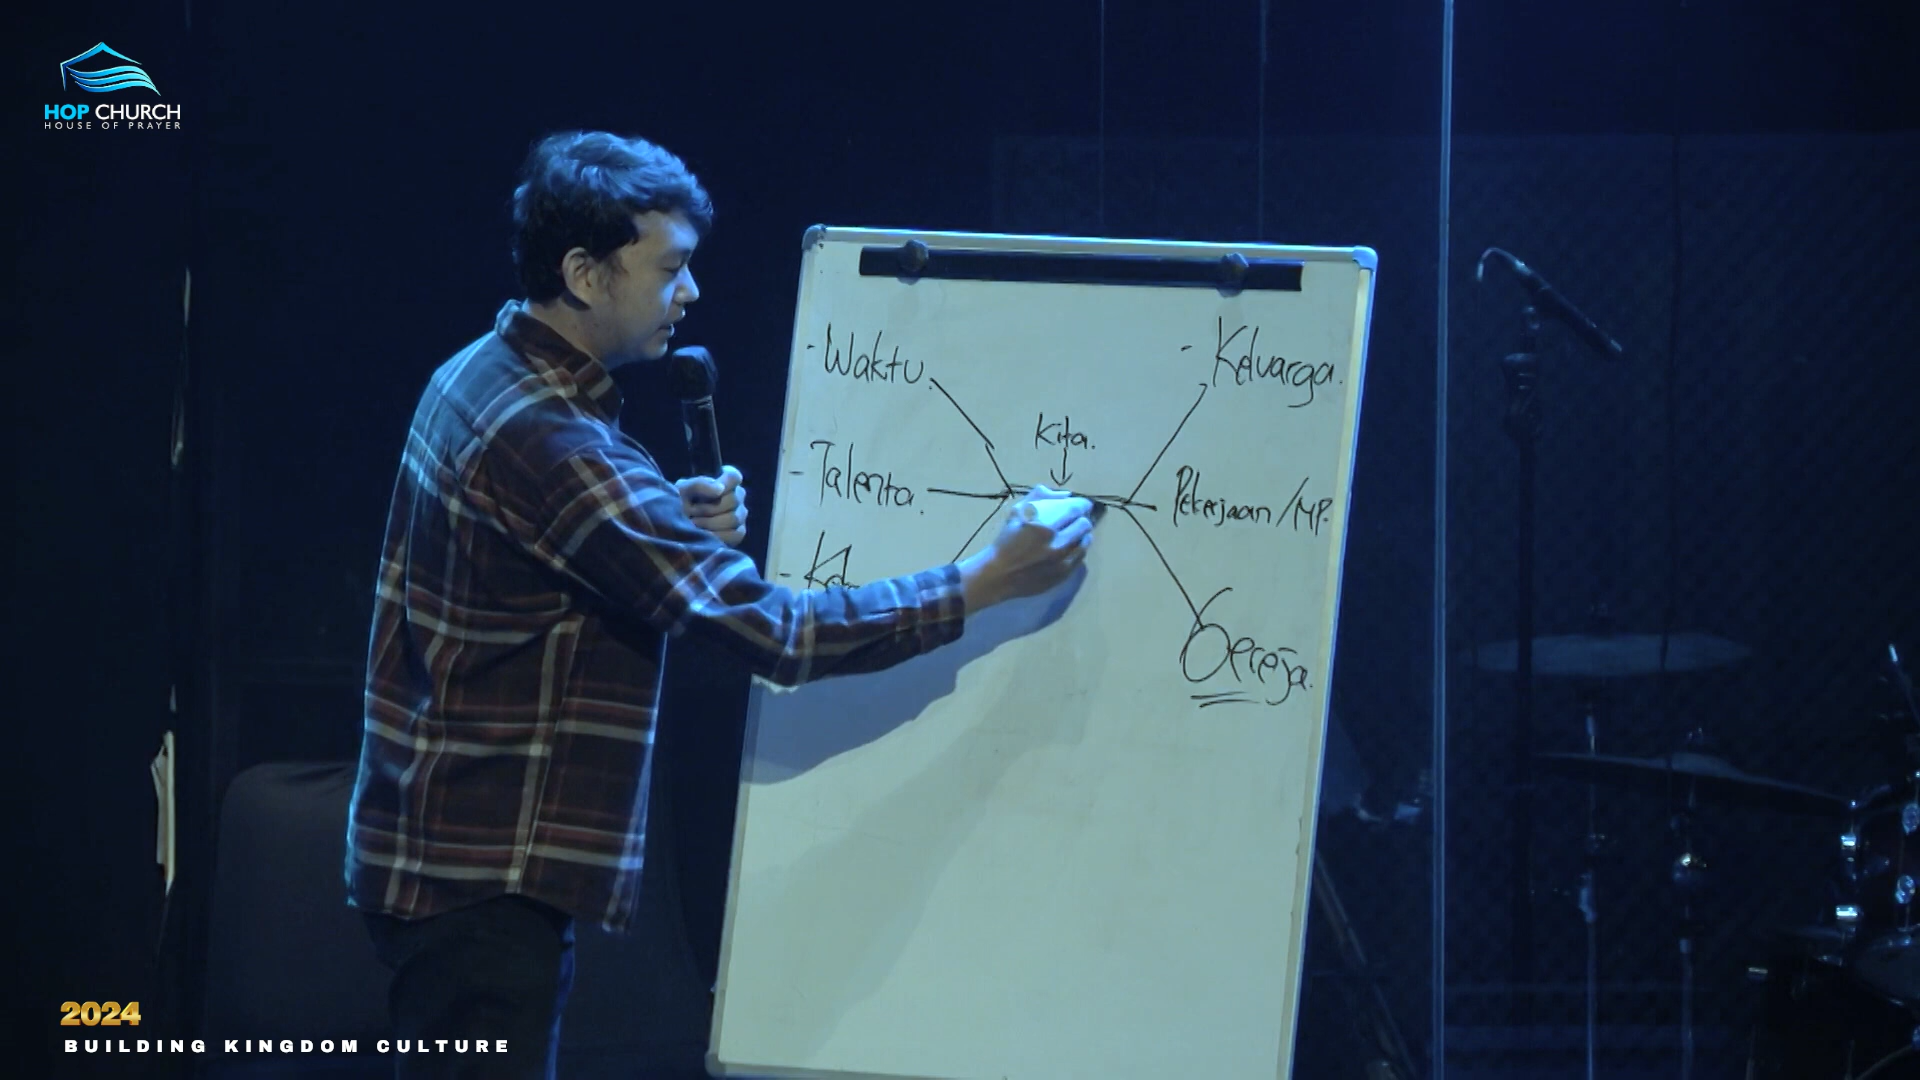 HOP CHURCH
HOUSE OF PRAYER
- Waktu.
- Talenta.
Kita.
- Keluarga.
Pekerjaan/MP.
Gereja.
2024
BUILDING KINGDOM CULTURE